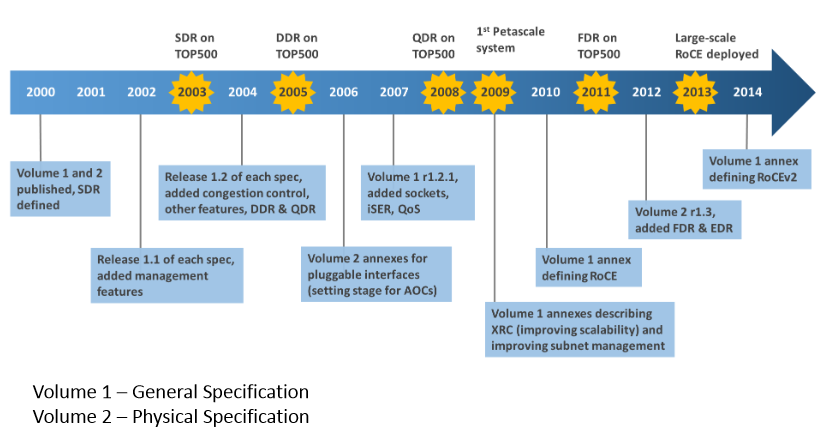 SDR on
TOP500
DDR on
TOP500
QDR on
TOP500
1st Petascale
system
FDR on
TOP500
Large-scale
RoCE deployed
2000 2001 2002 2003 2004 2005 2006 2007 2008 2009 2010 2011 2012 2013 2014
Volume 1 and 2
published, SDR
defined
Release 1.1 of each spec,
added management
features
Release 1.2 of each spec,
added congestion control,
other features, DDR & QDR
Volume 2 annexes for
pluggable interfaces
(setting stage for AOCs)
Volume 1 r1.2.1,
added sockets,
iSER, QoS
Volume 1 annexes describing
XRC (improving scalability) and
improving subnet management
Volume 1 annex
defining RoCE
Volume 2 r1.3,
added FDR & EDR
Volume 1 annex
defining RoCEv2
Volume 1 – General Specification
Volume 2 – Physical Specification